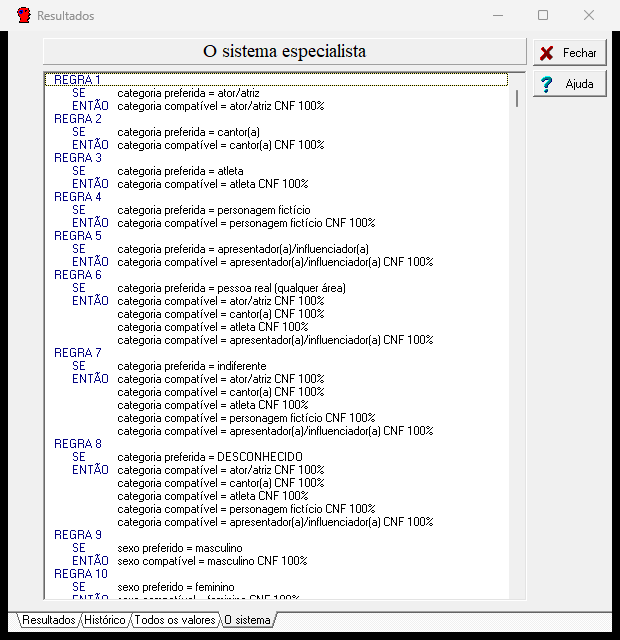 Resultados
O sistema especialista
Fechar
Ajuda
REGRA 1
SE categoria preferida = ator/atriz
ENTÃO categoria compatível = ator/atriz CNF 100%
REGRA 2
SE categoria preferida = cantor(a)
ENTÃO categoria compatível = cantor(a) CNF 100%
REGRA 3
SE categoria preferida = atleta
ENTÃO categoria compatível = atleta CNF 100%
REGRA 4
SE categoria preferida = personagem fictício
ENTÃO categoria compatível = personagem fictício CNF 100%
REGRA 5
SE categoria preferida = apresentador(a)/influenciador(a)
ENTÃO categoria compatível = apresentador(a)/influenciador(a) CNF 100%
REGRA 6
SE categoria preferida = pessoa real (qualquer área)
ENTÃO categoria compatível = ator/atriz CNF 100%
categoria compatível = cantor(a) CNF 100%
categoria compatível = atleta CNF 100%
categoria compatível = apresentador(a)/influenciador(a) CNF 100%
REGRA 7
SE categoria preferida = indiferente
ENTÃO categoria compatível = ator/atriz CNF 100%
categoria compatível = cantor(a) CNF 100%
categoria compatível = atleta CNF 100%
categoria compatível = personagem fictício CNF 100%
categoria compatível = apresentador(a)/influenciador(a) CNF 100%
REGRA 8
SE categoria preferida = DESCONHECIDO
ENTÃO categoria compatível = ator/atriz CNF 100%
categoria compatível = cantor(a) CNF 100%
categoria compatível = atleta CNF 100%
categoria compatível = personagem fictício CNF 100%
categoria compatível = apresentador(a)/influenciador(a) CNF 100%
REGRA 9
SE sexo preferido = masculino
ENTÃO sexo compatível = masculino CNF 100%
REGRA 10
SE sexo preferido = feminino
ENTÃO sexo compatível = feminino CNF 100%
Resultados Histórico Todos os valores O sistema